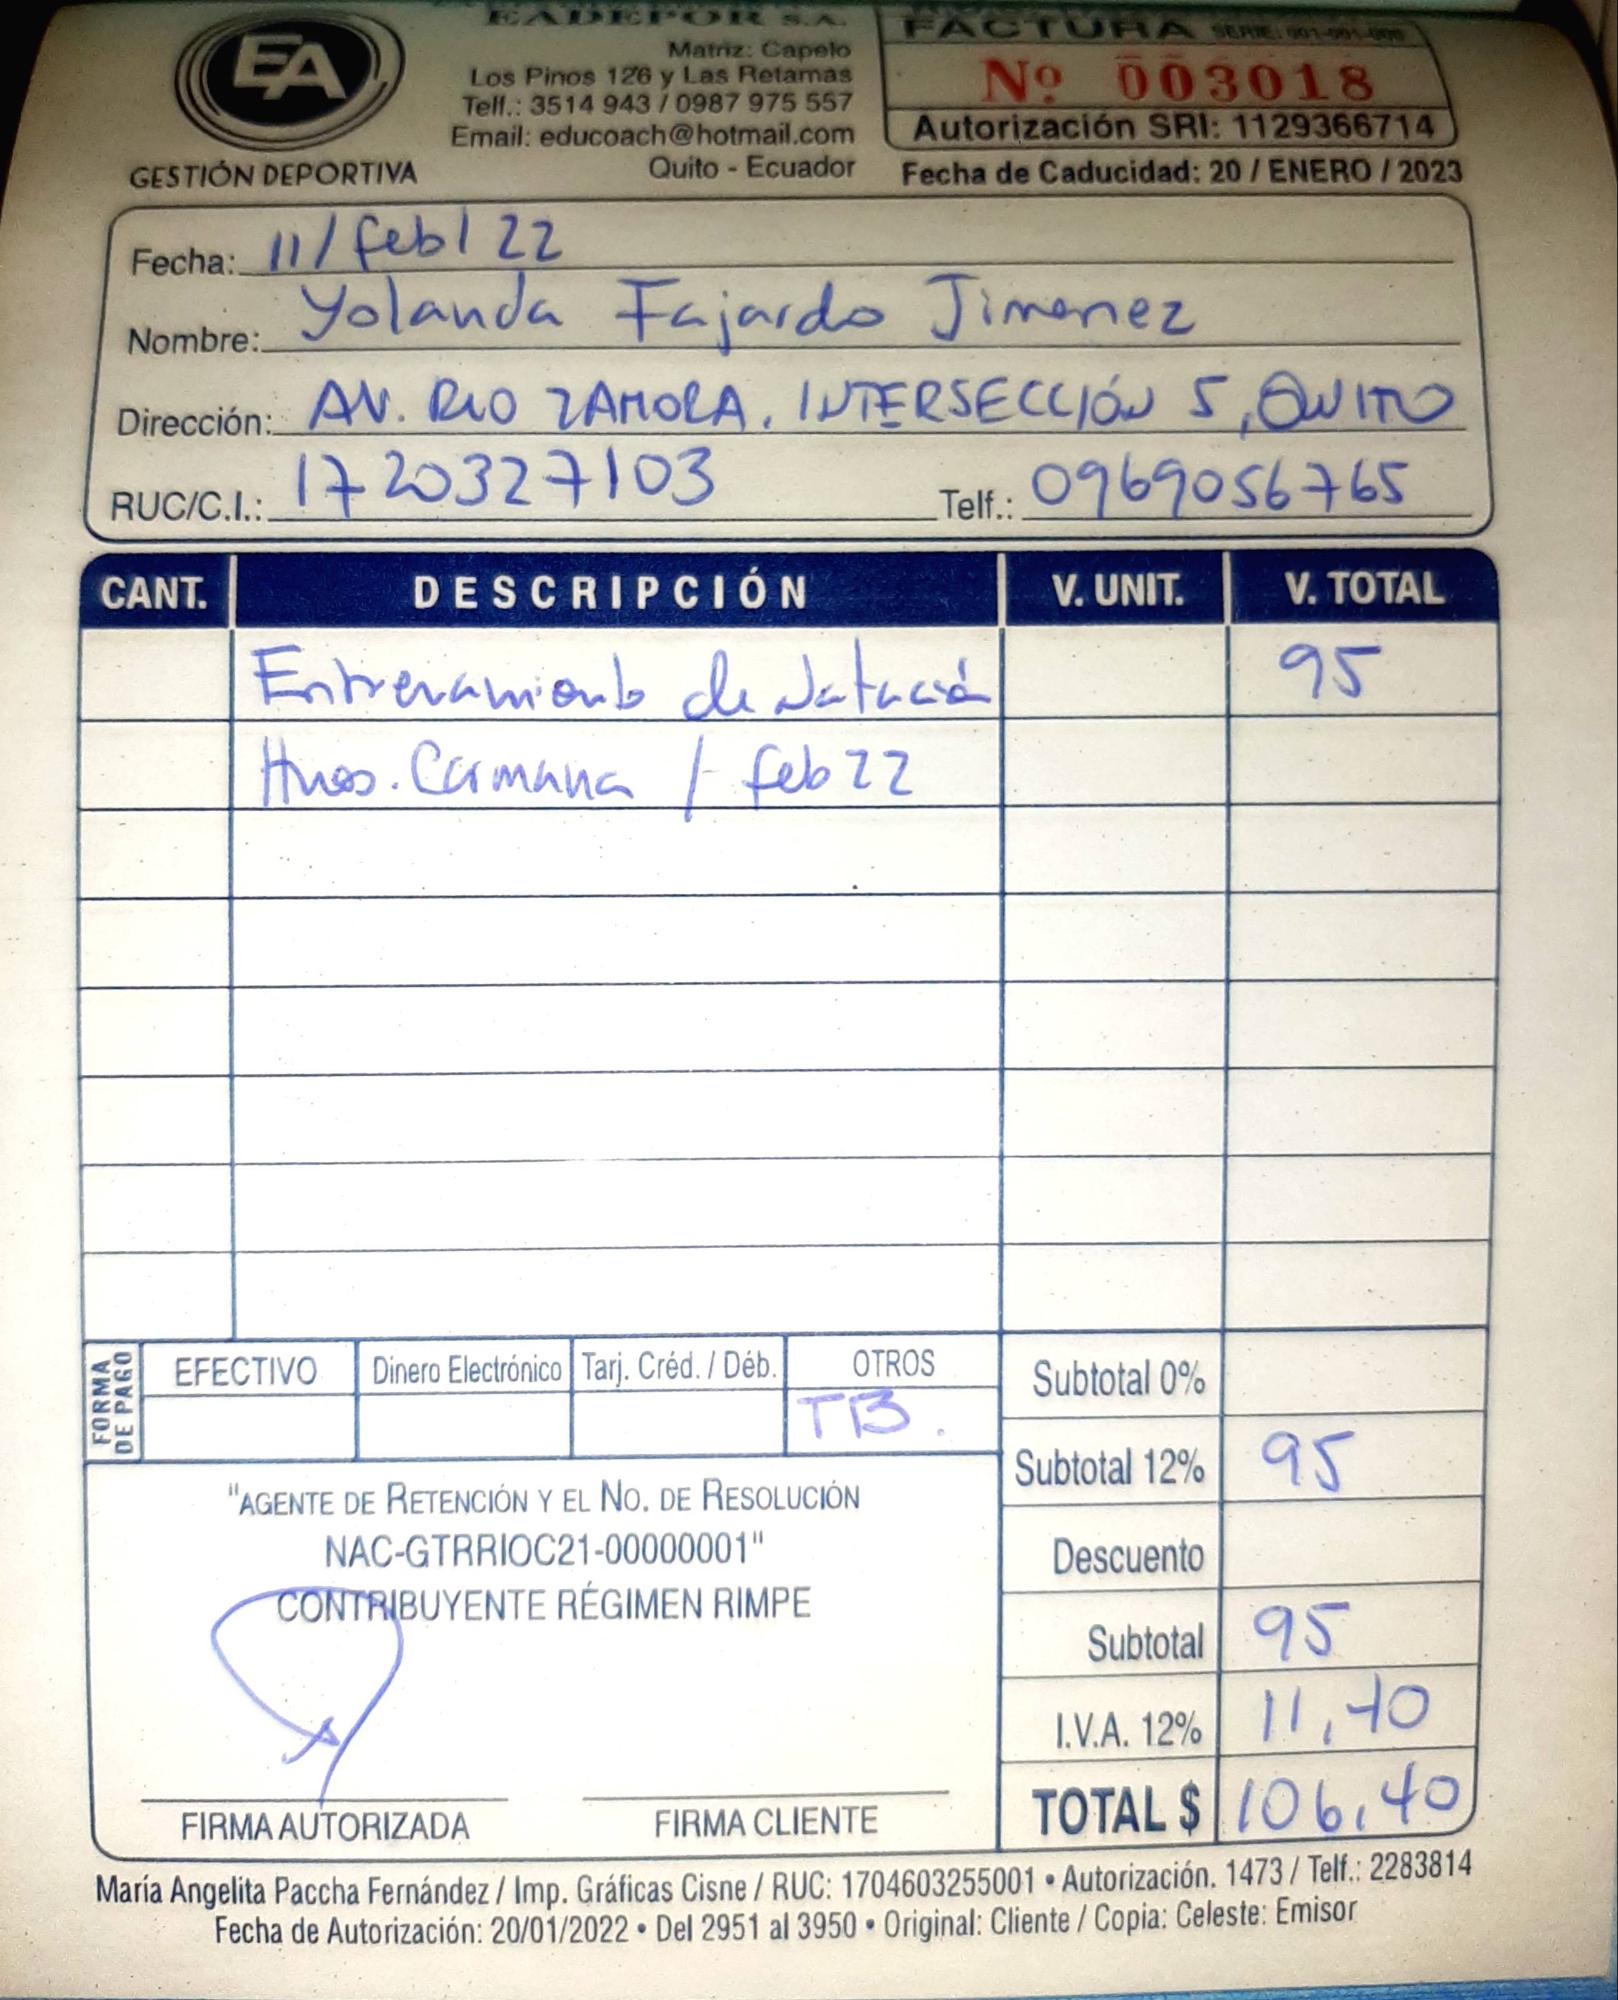 EA
GESTIÓN DEPORTIVA
EADEPOR S.A.
Matriz: Capelo
Los Pinos 126 y Las Retamas
Telf.: 3514 943 / 0987 975 557
Email: educoach@hotmail.com
Quito - Ecuador
FACTURA SERIE: 001-001-000
Nº 003018
Autorización SRI: 1129366714
Fecha de Caducidad: 20 / ENERO / 2023
Fecha: 11/feb/22
Nombre: Yolanda Fajardo Jimenez
Dirección: AV. RIO ZAMORA, INTERSECCIÓN 5, QUITO
RUC/C.I.: 1720327103 Telf.: 0969056765
CANT. DESCRIPCIÓN V. UNIT. V. TOTAL
Entrenamiento de Natación 95
Hnos. Carmana / feb 22
FORMA DE PAGO
EFECTIVO Dinero Electrónico Tarj. Créd. / Déb. OTROS
TB.
"AGENTE DE RETENCIÓN Y EL NO. DE RESOLUCIÓN
NAC-GTRRIOC21-00000001"
CONTRIBUYENTE RÉGIMEN RIMPE
FIRMA AUTORIZADA FIRMA CLIENTE
Subtotal 0%
Subtotal 12% 95
Descuento
Subtotal 95
I.V.A. 12% 11,40
TOTAL $ 106,40
María Angelita Paccha Fernández / Imp. Gráficas Cisne / RUC: 1704603255001 • Autorización. 1473 / Telf.: 2283814
Fecha de Autorización: 20/01/2022 • Del 2951 al 3950 • Original: Cliente / Copia: Celeste: Emisor